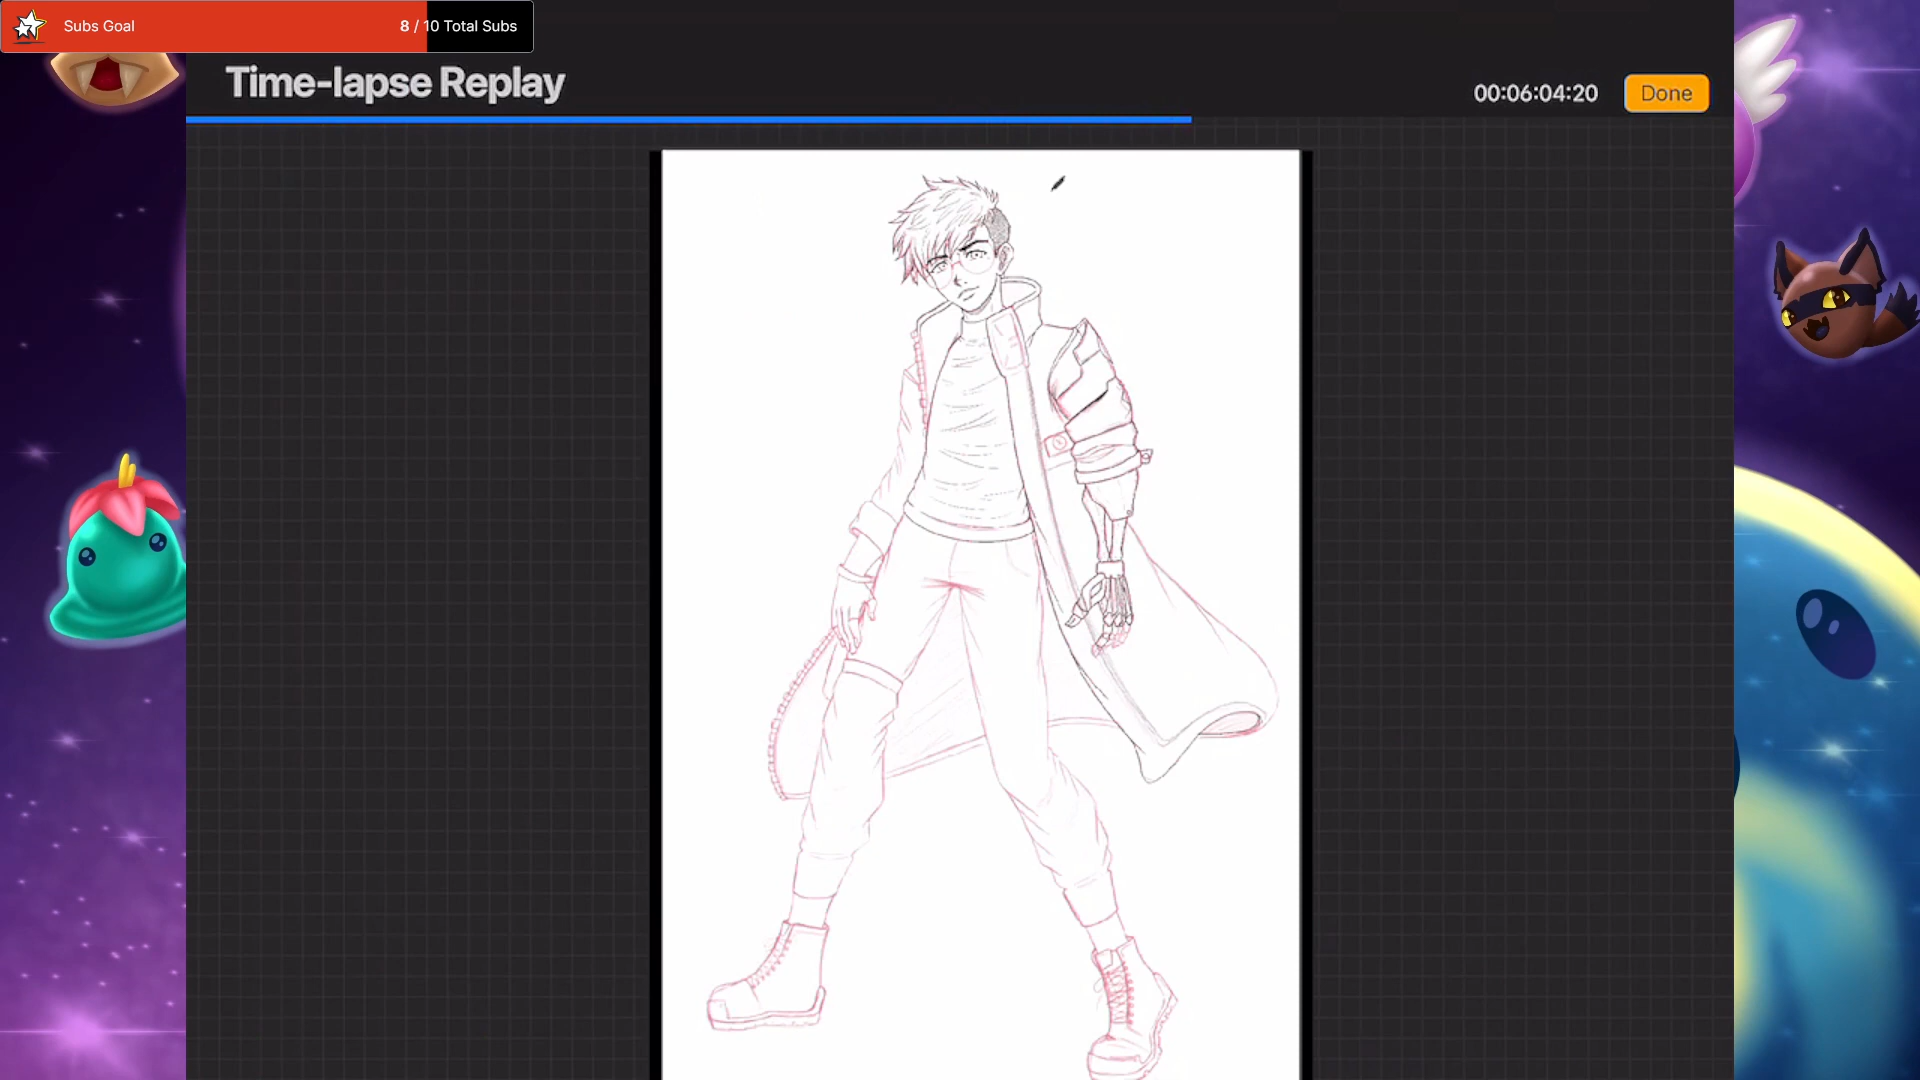 Subs Goal
8 / 10 Total Subs
Time-lapse Replay
00:06:04:20
Done